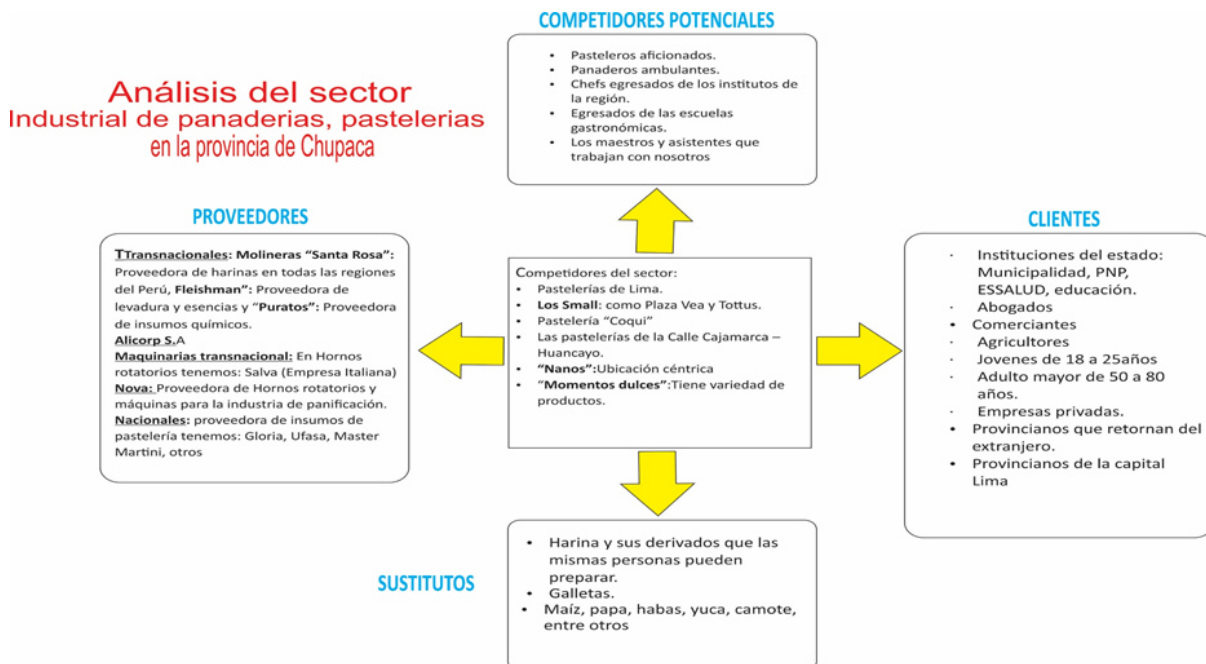 COMPETIDORES POTENCIALES
• Pasteleros aficionados.
• Panaderos ambulantes.
• Chefs egresados de los institutos de
la región.
• Egresados de las escuelas
gastronómicas.
• Los maestros y asistentes que
trabajan con nosotros
Análisis del sector
Industrial de panaderias, pastelerias
en la provincia de Chupaca
PROVEEDORES
TTransnacionales: Molineras “Santa Rosa”:
Proveedora de harinas en todas las regiones
del Perú, Fleishman”: Proveedora de
levadura y esencias y “Puratos”: Proveedora
de insumos químicos.
Alicorp S.A
Maquinarias transnacional: En Hornos
rotatorios tenemos: Salva (Empresa Italiana)
Nova: Proveedora de Hornos rotatorios y
máquinas para la industria de panificación.
Nacionales: proveedora de insumos de
pastelería tenemos: Gloria, Ufasa, Master
Martini, otros
Competidores del sector:
• Pastelerías de Lima.
• Los Small: como Plaza Vea y Tottus.
• Pastelería “Coqui”
• Las pastelerías de la Calle Cajamarca –
Huancayo.
• “Nanos”:Ubicación céntrica
• “Momentos dulces”:Tiene variedad de
productos.
CLIENTES
· Instituciones del estado:
Municipalidad, PNP,
ESSALUD, educación.
· Abogados
• Comerciantes
· Agricultores
· Jovenes de 18 a 25años
· Adulto mayor de 50 a 80
años.
· Empresas privadas.
• Provincianos que retornan del
extranjero.
• Provincianos de la capital
Lima
SUSTITUTOS
• Harina y sus derivados que las
mismas personas pueden
preparar.
• Galletas.
• Maíz, papa, habas, yuca, camote,
entre otros